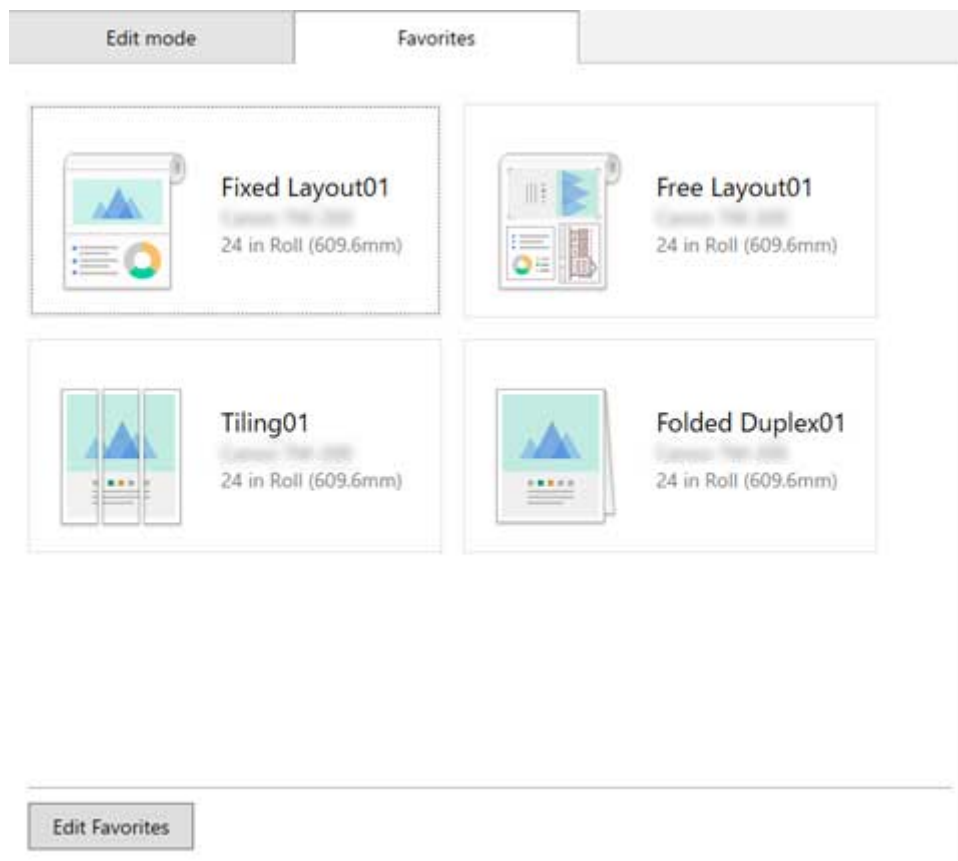 Edit mode
Favorites
Fixed Layout01
24 in Roll (609.6mm)
Free Layout01
24 in Roll (609.6mm)
Tiling01
24 in Roll (609.6mm)
Folded Duplex01
24 in Roll (609.6mm)
Edit Favorites